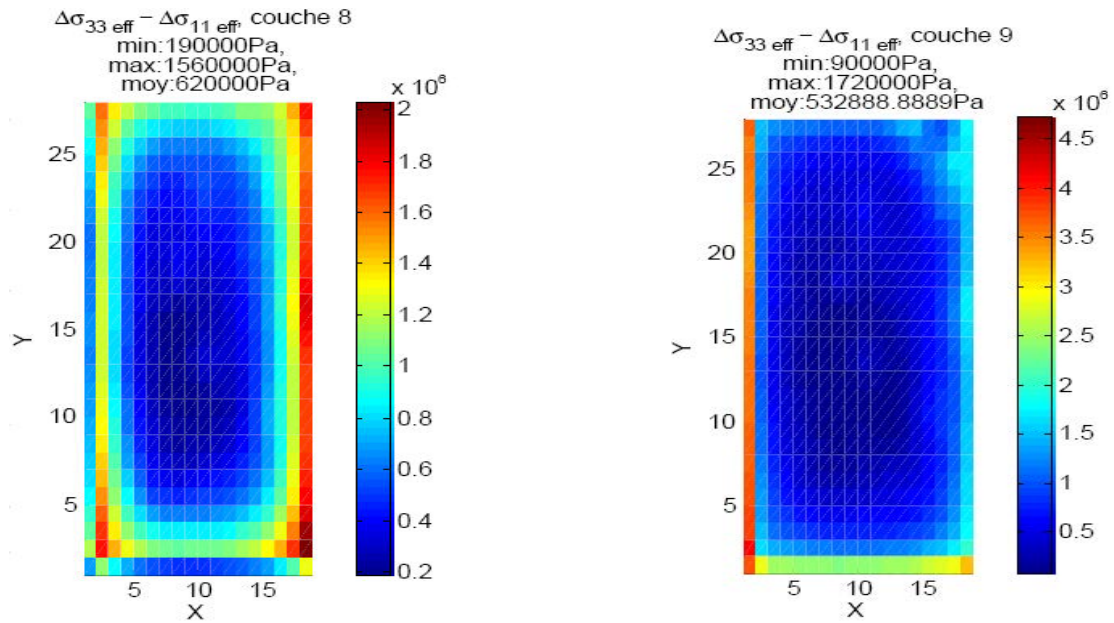 Δσ33 eff − Δσ11 eff, couche 8
min:190000Pa,
max:1560000Pa,
moy:620000Pa
x 10^6
2
1.8
1.6
1.4
1.2
1
0.8
0.6
0.4
0.2
25
20
15
10
5
Y
5 10 15
X
Δσ33 eff − Δσ11 eff, couche 9
min:90000Pa,
max:1720000Pa,
moy:532888.8889Pa
x 10^6
4.5
4
3.5
3
2.5
2
1.5
1
0.5
25
20
15
10
5
Y
5 10 15
X